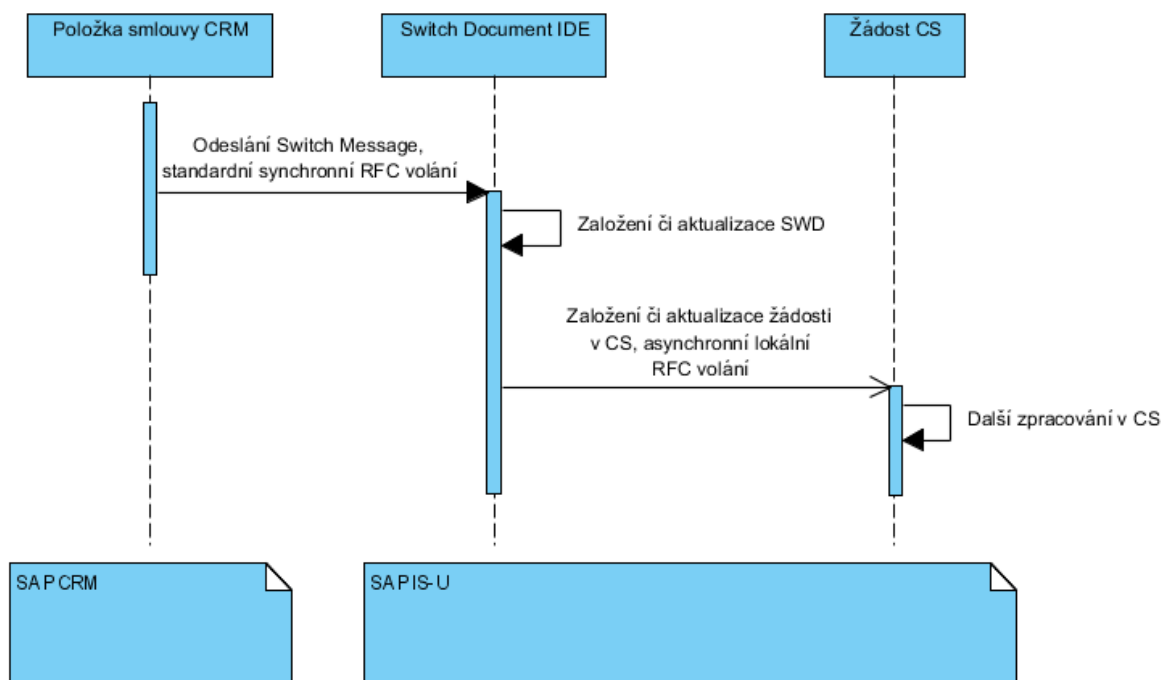 Položka smlouvy CRM
Switch Document IDE
Žádost CS
Odeslání Switch Message,
standardní synchronní RFC volání
Založení či aktualizace SWD
Založení či aktualizace žádosti
v CS, asynchronní lokální
RFC volání
Další zpracování v CS
SAP CRM
SAP IS-U